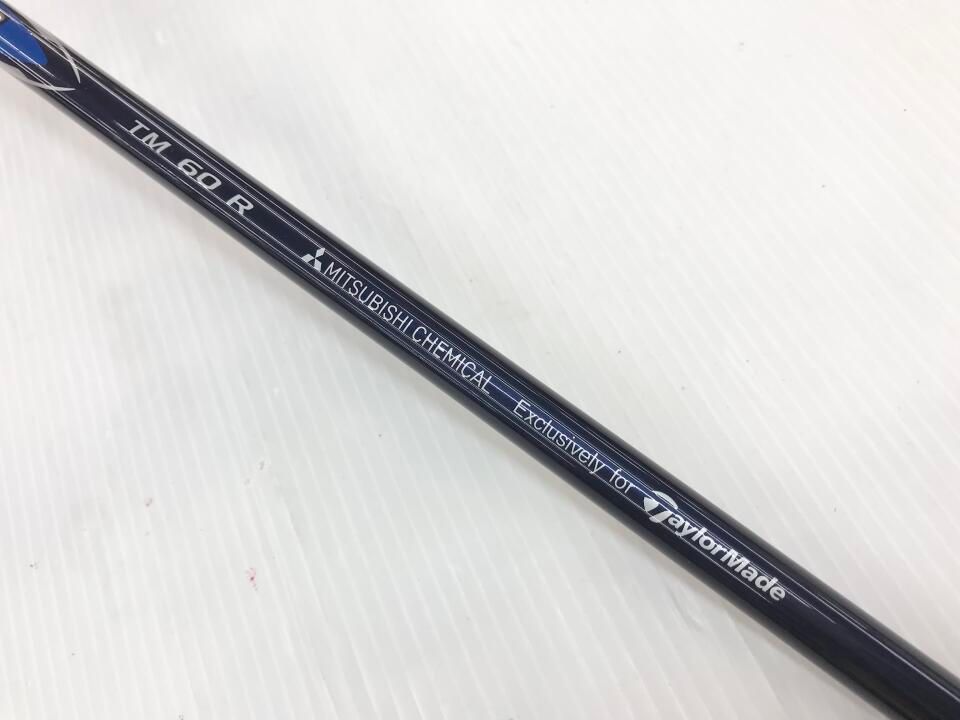 TM 60 R MITSUBISHI CHEMICAL Exclusively for TaylorMade